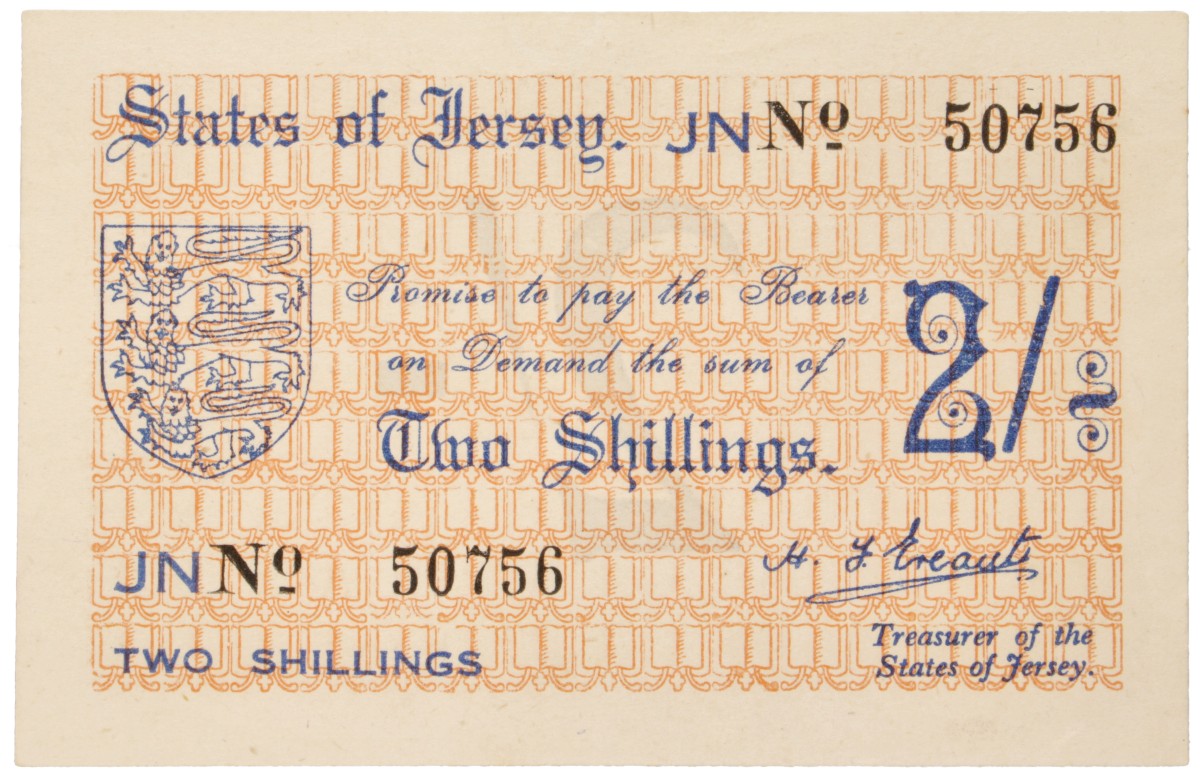 States of Jersey. JN Nº 50756
Promise to pay the Bearer
on Demand the sum of
Two Shillings.
2/-
JN Nº 50756
H. F. Ereaut
TWO SHILLINGS
Treasurer of the
States of Jersey.